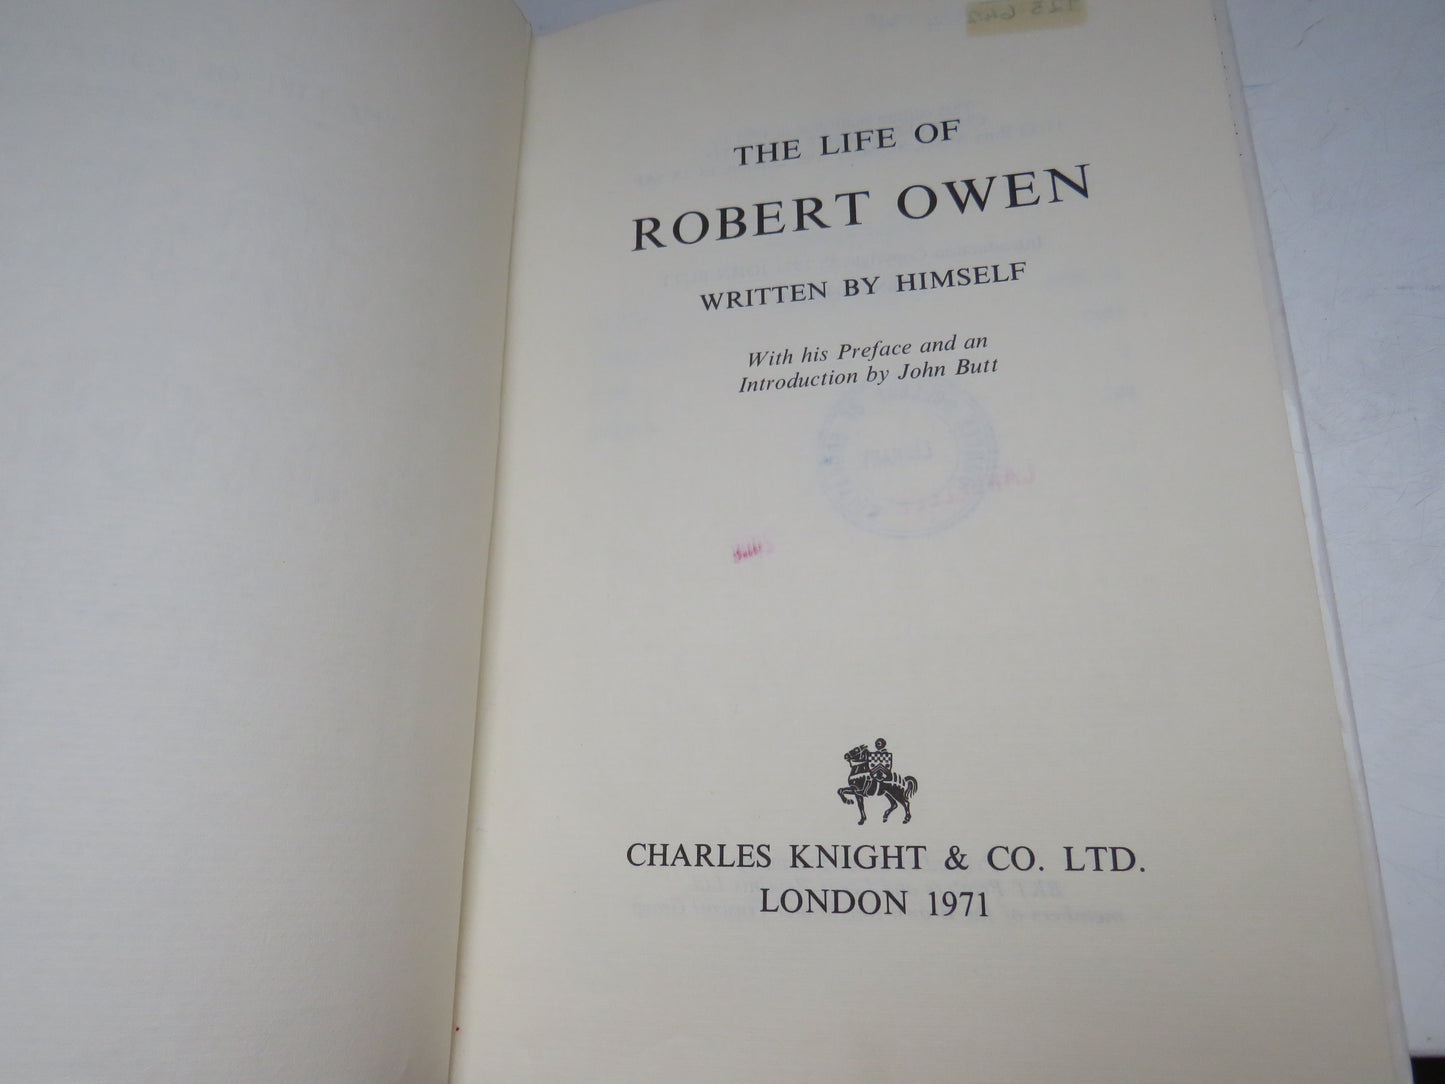 THE LIFE OF
ROBERT OWEN
WRITTEN BY HIMSELF
With his Preface and an
Introduction by John Butt
CHARLES KNIGHT & CO. LTD.
LONDON 1971